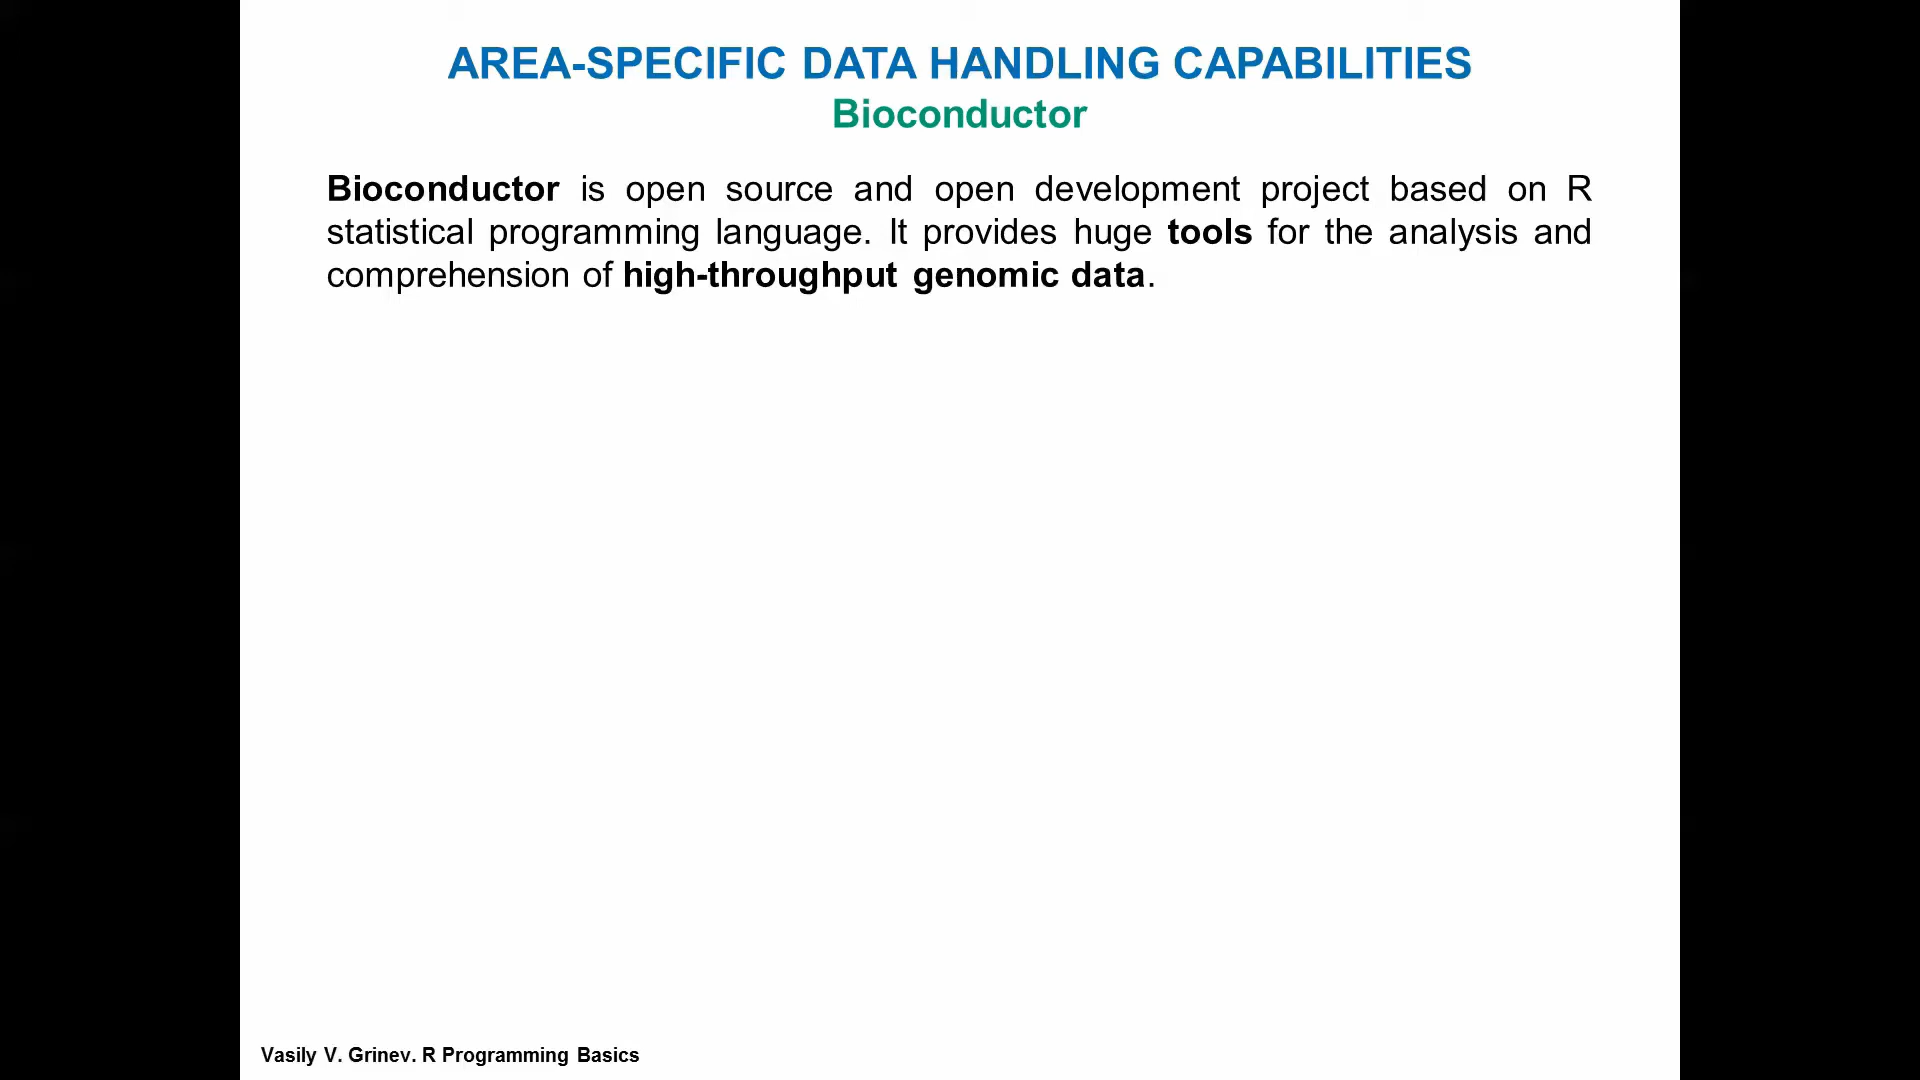 AREA-SPECIFIC DATA HANDLING CAPABILITIES
Bioconductor
Bioconductor is open source and open development project based on R
statistical programming language. It provides huge tools for the analysis and
comprehension of high-throughput genomic data.
Vasily V. Grinev. R Programming Basics